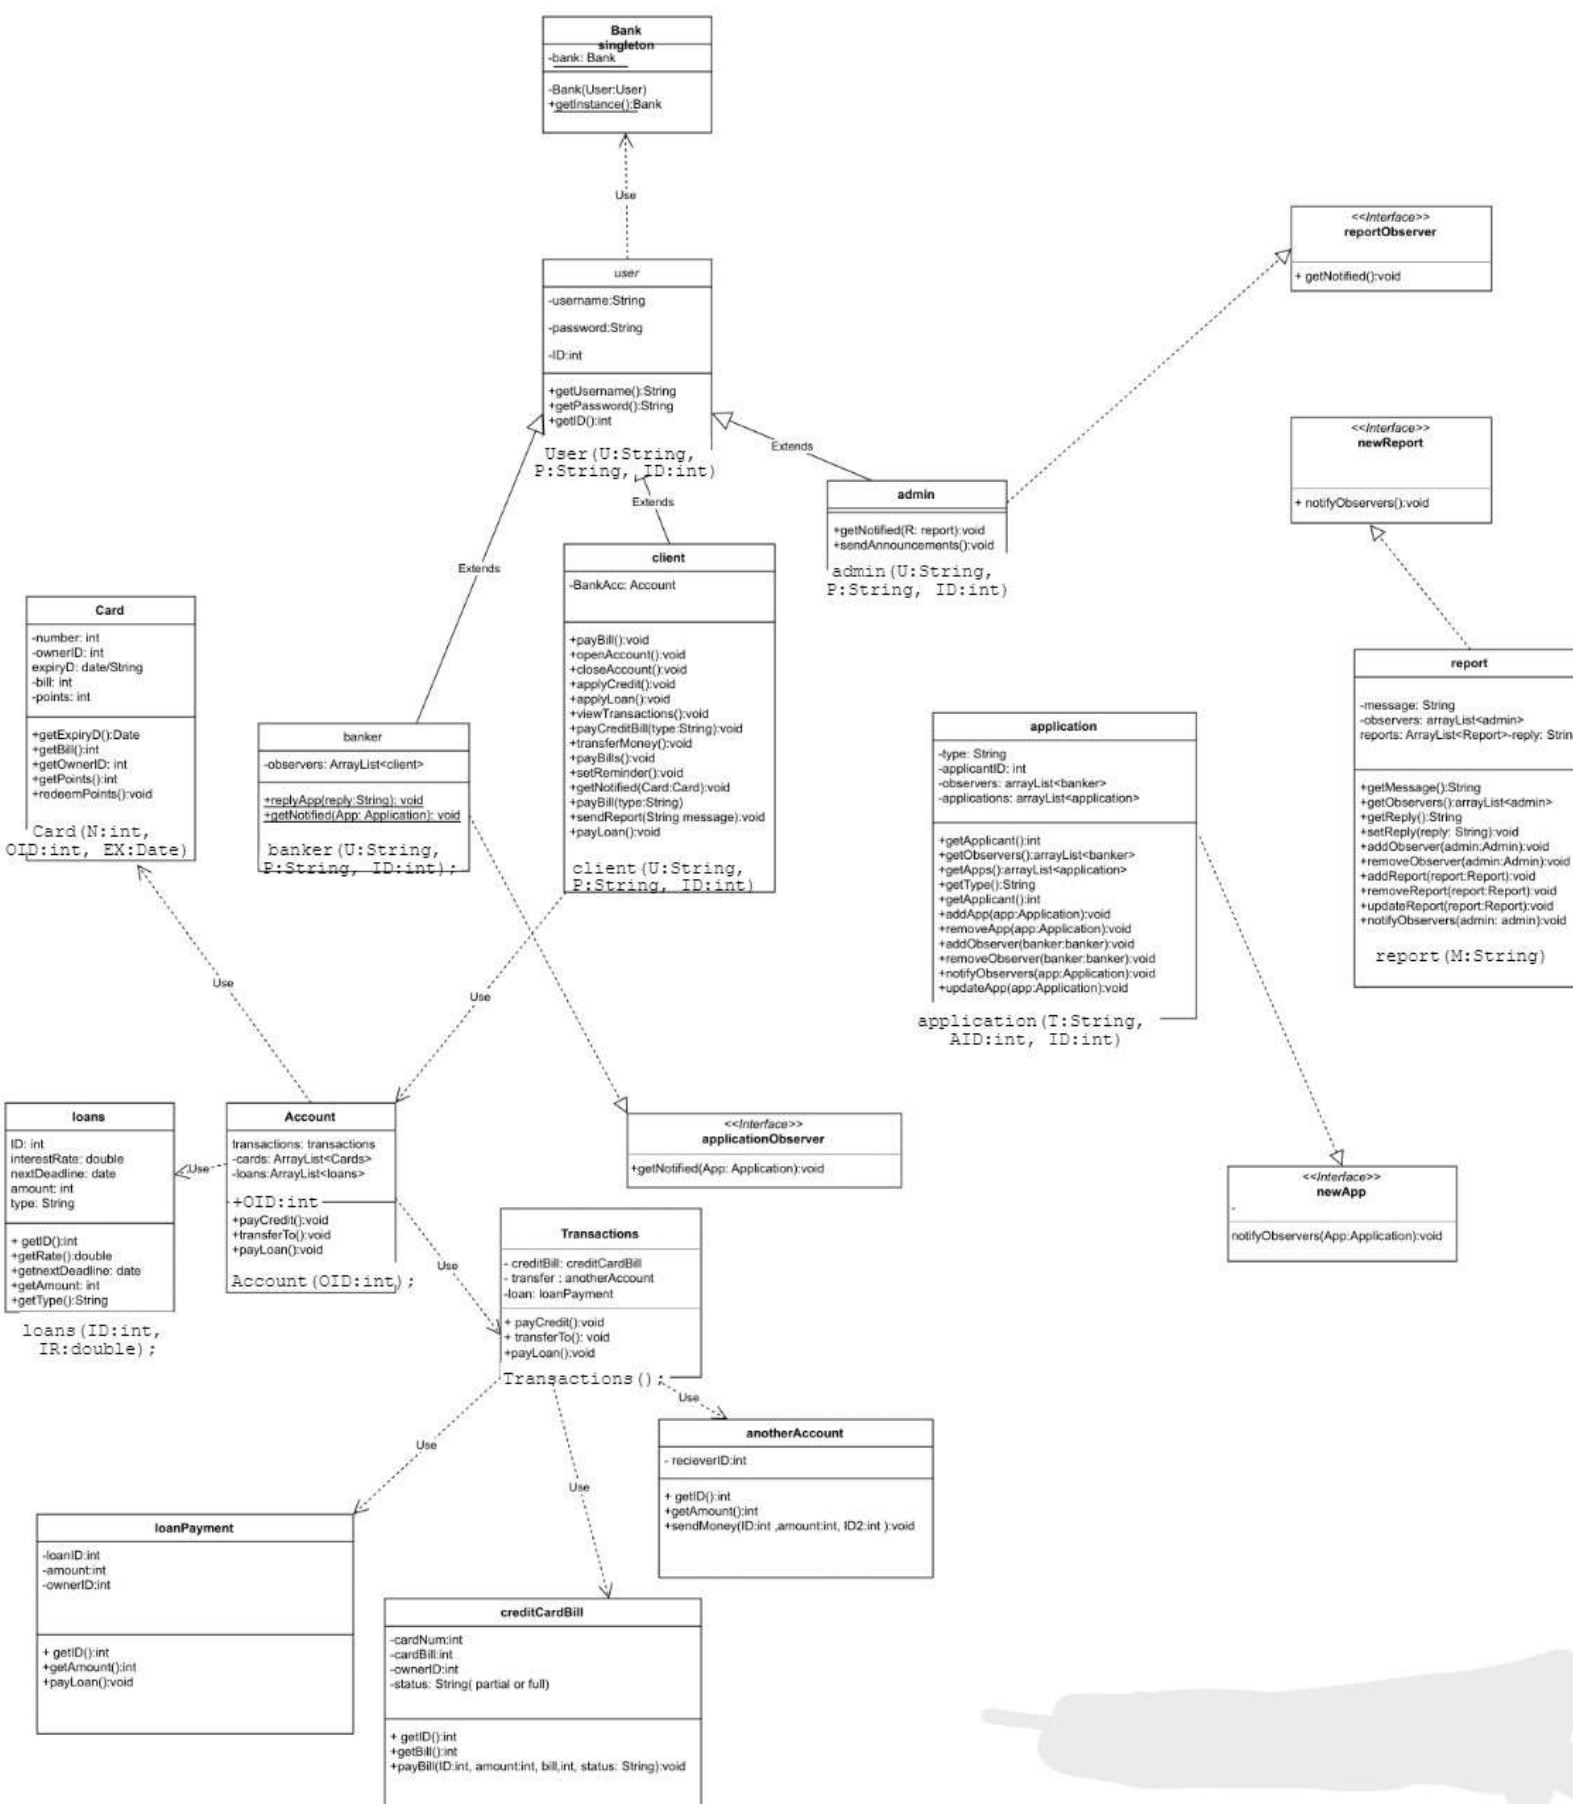 Bank
singleton
-bank: Bank
-Bank(User:User)
+getInstance():Bank
Use
user
-username:String
-password:String
-ID:int
+getUsername():String
+getPassword():String
+getID():int
User(U:String,
P:String, ID:int)
Extends
Extends
Extends
<<Interface>>
reportObserver
+ getNotified():void
<<Interface>>
newReport
+ notifyObservers():void
admin
+getNotified(R: report):void
+sendAnnouncements():void
admin(U:String,
P:String, ID:int)
client
-BankAcc: Account
+payBill():void
+openAccount():void
+closeAccount():void
+applyCredit():void
+applyLoan():void
+viewTransactions():void
+payCreditBill(type:String):void
+transferMoney():void
+payBills():void
+setReminder():void
+getNotified(Card:Card):void
+payBill(type:String)
+sendReport(String message):void
+payLoan():void
client(U:String,
P:String, ID:int)
Card
-number: int
-ownerID: int
expiryD: date/String
-bill: int
-points: int
+getExpiryD():Date
+getBill():int
+getOwnerID: int
+getPoints():int
+redeemPoints():void
Card(N:int,
OID:int, EX:Date)
banker
-observers: ArrayList<client>
+replyApp(reply:String): void
+getNotified(App: Application): void
banker(U:String,
P:String, ID:int);
application
-type: String
-applicantID: int
-observers: arrayList<banker>
-applications: arrayList<application>
+getApplicant():int
+getObservers():arrayList<banker>
+getApps():arrayList<application>
+getType():String
+getApplicant():int
+addApp(app:Application):void
+removeApp(app:Application):void
+addObserver(banker:banker):void
+removeObserver(banker:banker):void
+notifyObservers(app:Application):void
+updateApp(app:Application):void
application(T:String,
AID:int, ID:int)
report
-message: String
-observers: arrayList<admin>
reports: ArrayList<Report>-reply: Strin
+getMessage():String
+getObservers():arrayList<admin>
+getReply():String
+setReply(reply: String):void
+addObserver(admin:Admin):void
+removeObserver(admin:Admin):void
+addReport(report:Report):void
+removeReport(report:Report):void
+updateReport(report:Report):void
+notifyObservers(admin: admin):void
report(M:String)
Use
Use
loans
ID: int
interestRate: double
nextDeadline: date
amount: int
type: String
+ getID():int
+getRate():double
+getnextDeadline: date
+getAmount: int
+getType():String
loans(ID:int,
IR:double);
Use
Account
transactions: transactions
-cards: ArrayList<Cards>
-loans:ArrayList<loans>
+OID:int
+payCredit():void
+transferTo():void
+payLoan():void
Account(OID:int);
Use
<<Interface>>
applicationObserver
+getNotified(App: Application):void
<<Interface>>
newApp
-
notifyObservers(App:Application):void
Transactions
- creditBill: creditCardBill
- transfer : anotherAccount
-loan: loanPayment
+ payCredit():void
+ transferTo(): void
+payLoan():void
Transactions();
Use
Use
Use
anotherAccount
- recieverID:int
+ getID():int
+getAmount():int
+sendMoney(ID:int ,amount:int, ID2:int ):void
loanPayment
-loanID:int
-amount:int
-ownerID:int
+ getID():int
+getAmount():int
+payLoan():void
creditCardBill
-cardNum:int
-cardBill:int
-ownerID:int
-status: String( partial or full)
+ getID():int
+getBill():int
+payBill(ID:int, amount:int, bill,int, status: String):void